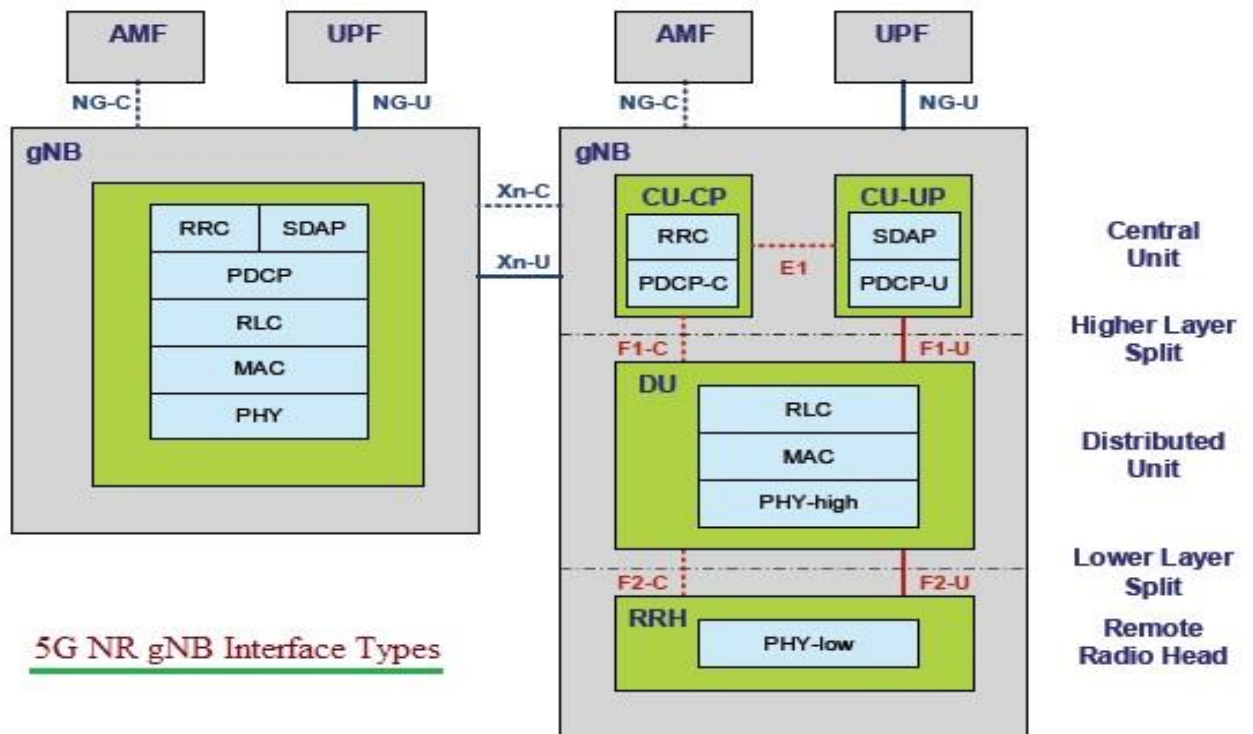 AMF
UPF
NG-C
NG-U
gNB
RRC
SDAP
PDCP
RLC
MAC
PHY
Xn-C
Xn-U
AMF
UPF
NG-C
NG-U
gNB
CU-CP
RRC
PDCP-C
E1
CU-UP
SDAP
PDCP-U
F1-C
F1-U
DU
RLC
MAC
PHY-high
F2-C
F2-U
RRH
PHY-low
Central
Unit
Higher Layer
Split
Distributed
Unit
Lower Layer
Split
Remote
Radio Head
5G NR gNB Interface Types